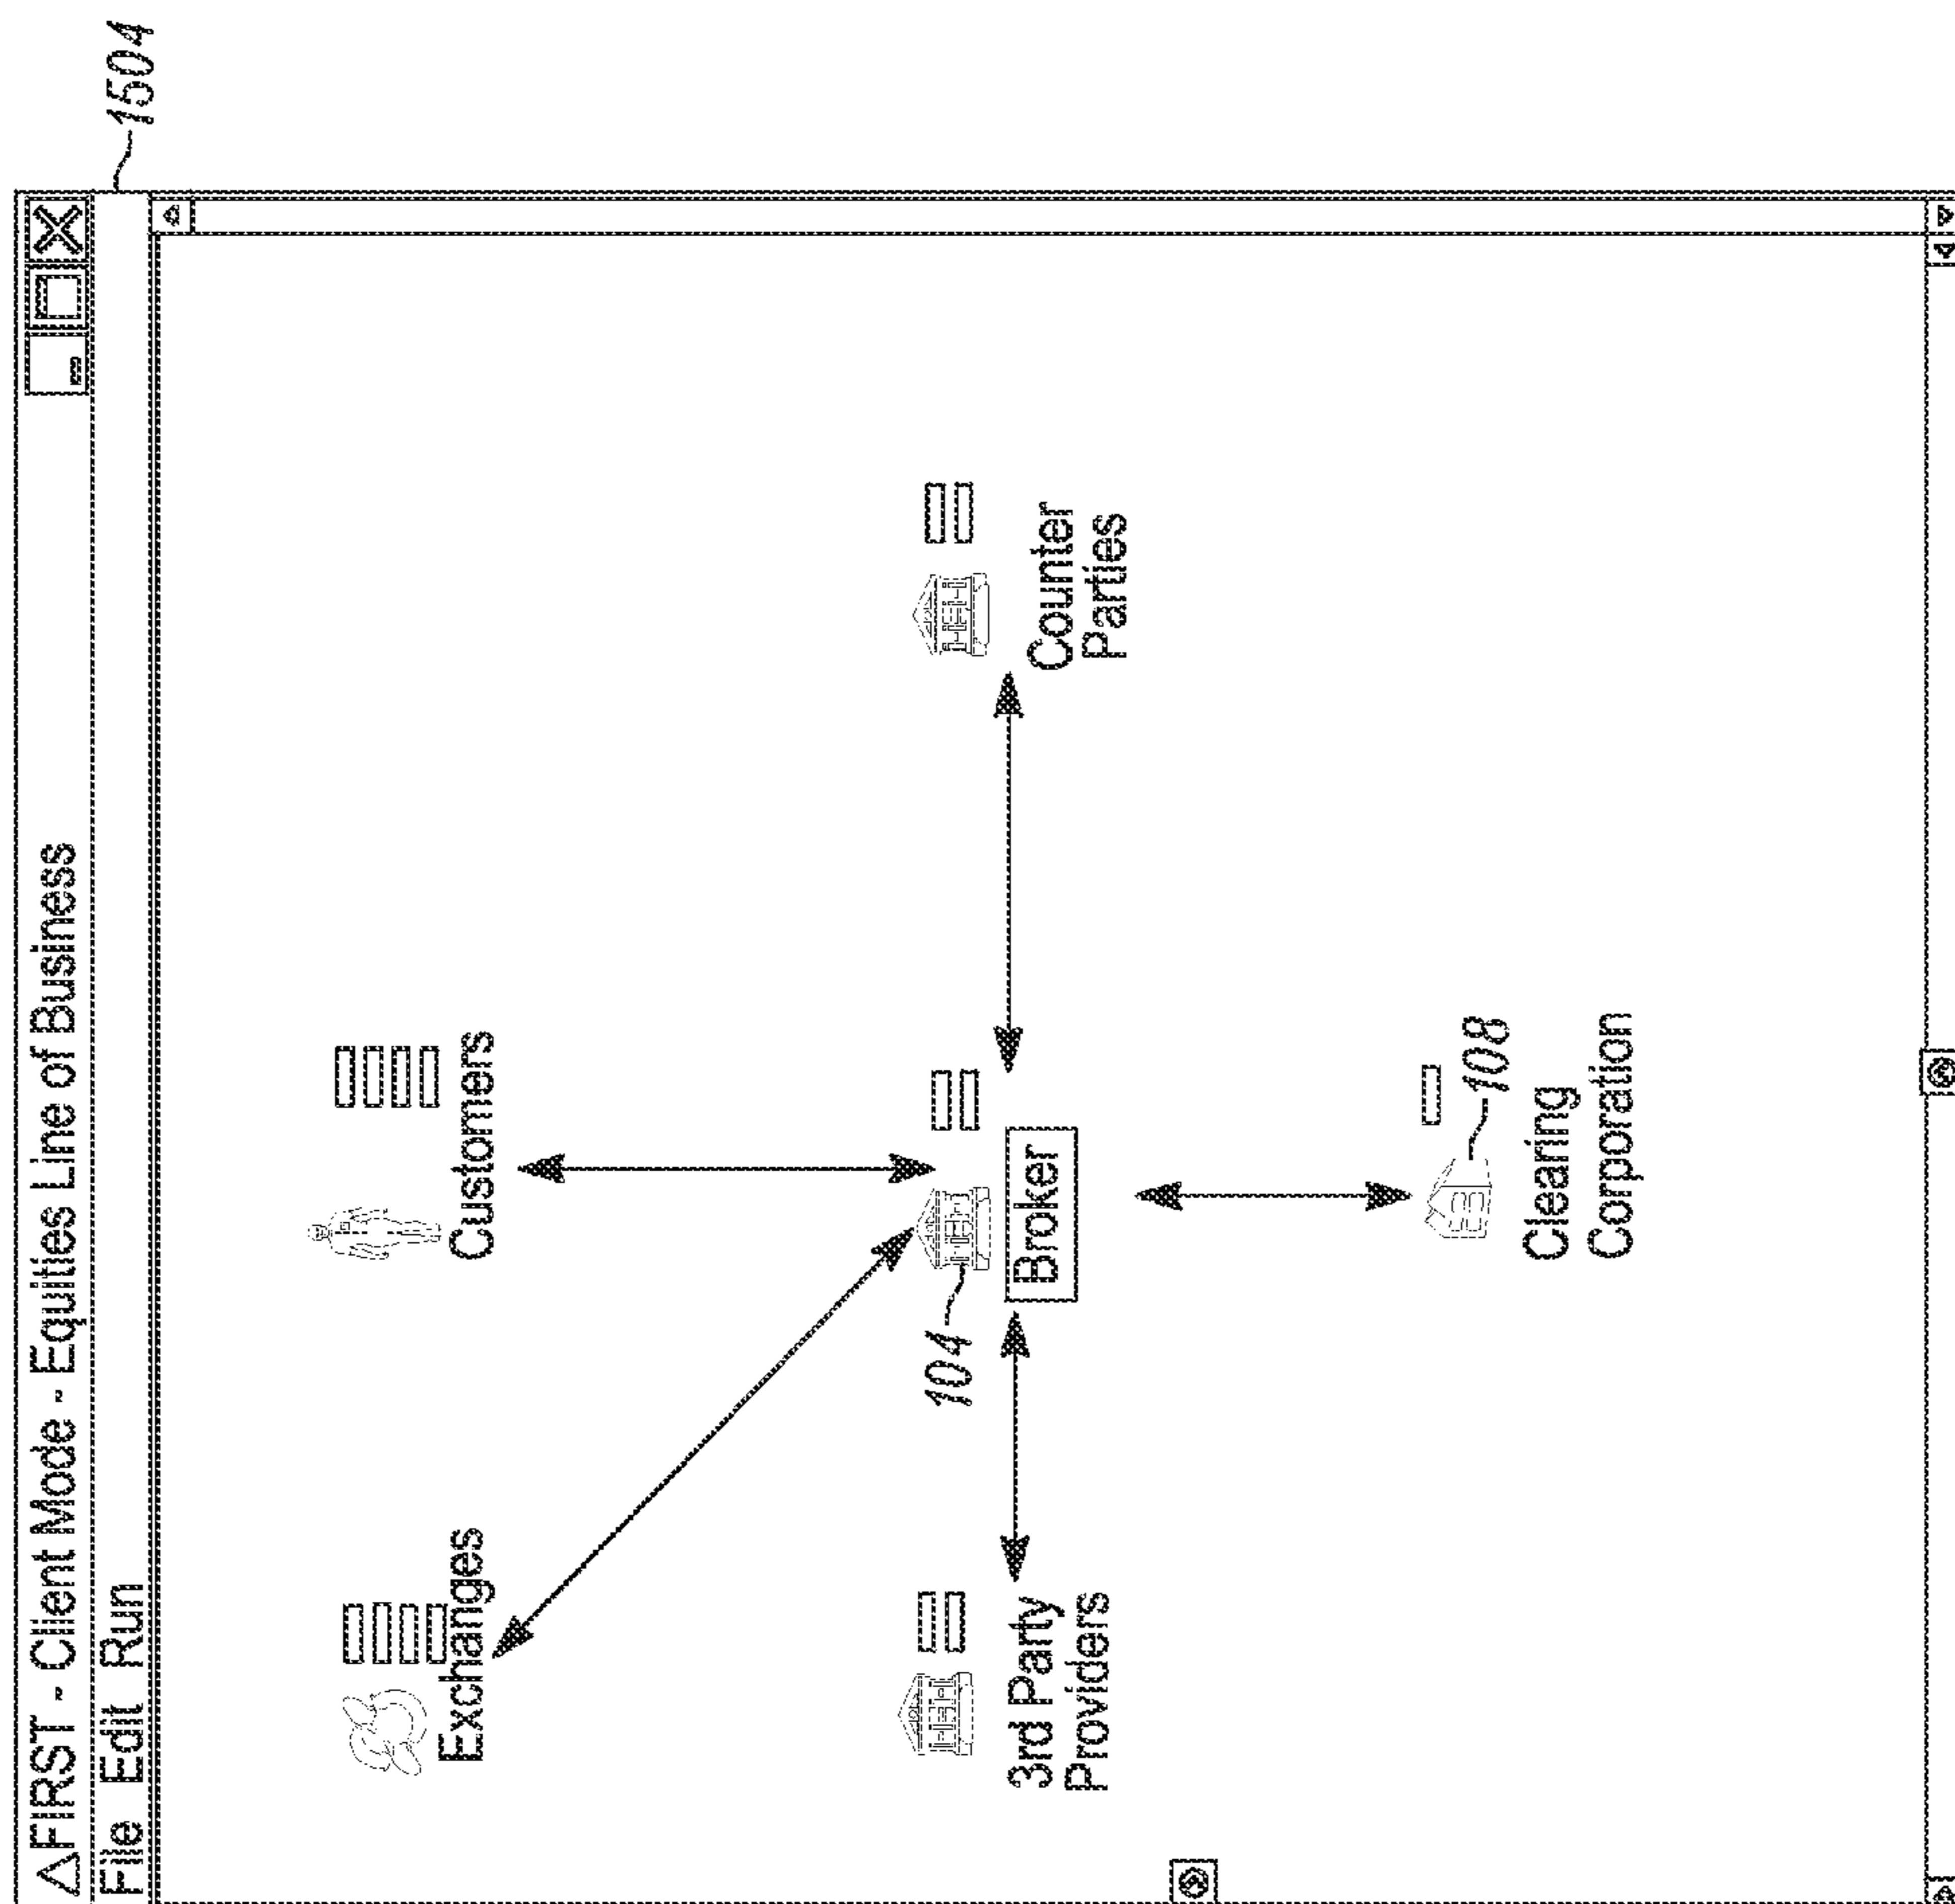 △FIRST - Client Mode - Equities Line of Business
File Edit Run
1504
Exchanges
Customers
104
3rd Party
Providers
Broker
Counter
Parties
108
Clearing
Corporation